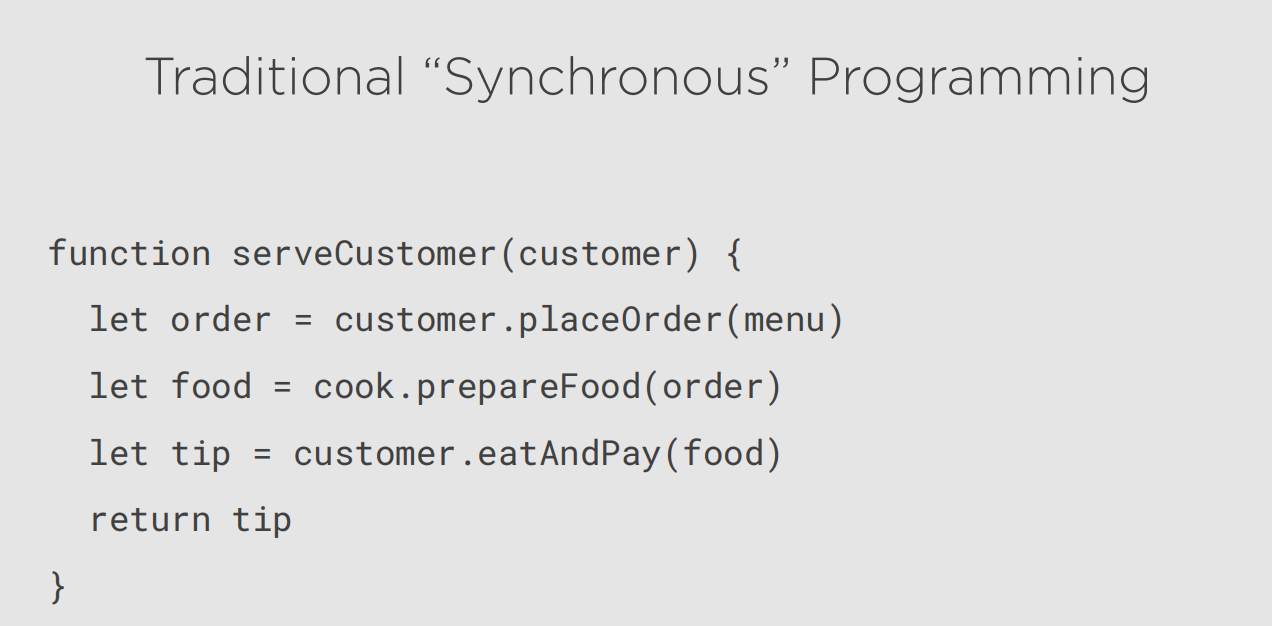 Traditional “Synchronous” Programming
function serveCustomer(customer) {
  let order = customer.placeOrder(menu)
  let food = cook.prepareFood(order)
  let tip = customer.eatAndPay(food)
  return tip
}